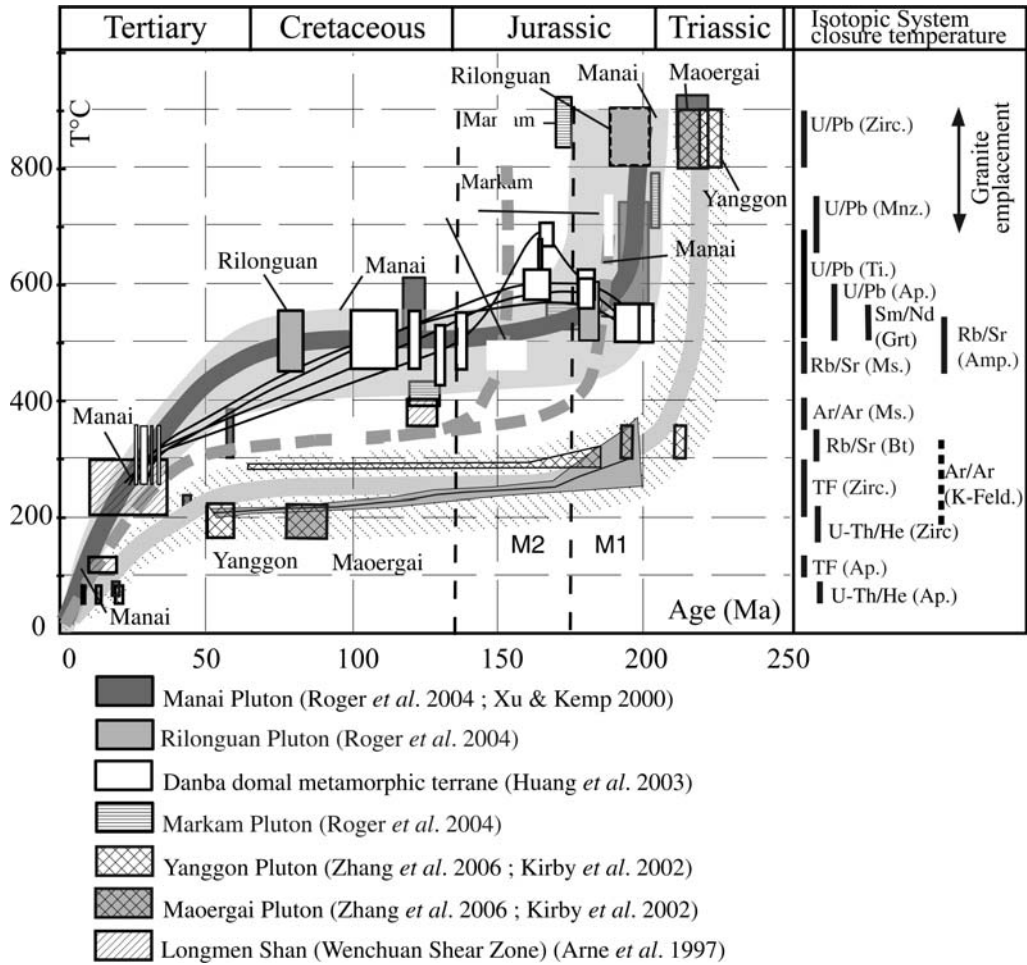 Tertiary Cretaceous Jurassic Triassic
Isotopic System
closure temperature
T°C
800
600
400
200
0
0 50 100 150 200 250
Age (Ma)
Rilonguan
Manai
Maoergai
Yanggon
Markam
Manai
Rilonguan
Manai
Manai
Yanggon
Maoergai
Manai
M2
M1
U/Pb (Zirc.)
Granite
emplacement
U/Pb (Mnz.)
U/Pb (Ti.)
U/Pb (Ap.)
Sm/Nd
(Grt)
Rb/Sr
(Amp.)
Rb/Sr (Ms.)
Ar/Ar (Ms.)
Rb/Sr (Bt)
TF
(Zirc.)
Ar/Ar
(K-Feld.)
U-Th/He (Zirc)
TF (Ap.)
U-Th/He (Ap.)
Manai Pluton (Roger et al. 2004 ; Xu & Kemp 2000)
Rilonguan Pluton (Roger et al. 2004)
Danba domal metamorphic terrane (Huang et al. 2003)
Markam Pluton (Roger et al. 2004)
Yanggon Pluton (Zhang et al. 2006 ; Kirby et al. 2002)
Maoergai Pluton (Zhang et al. 2006 ; Kirby et al. 2002)
Longmen Shan (Wenchuan Shear Zone) (Arne et al. 1997)